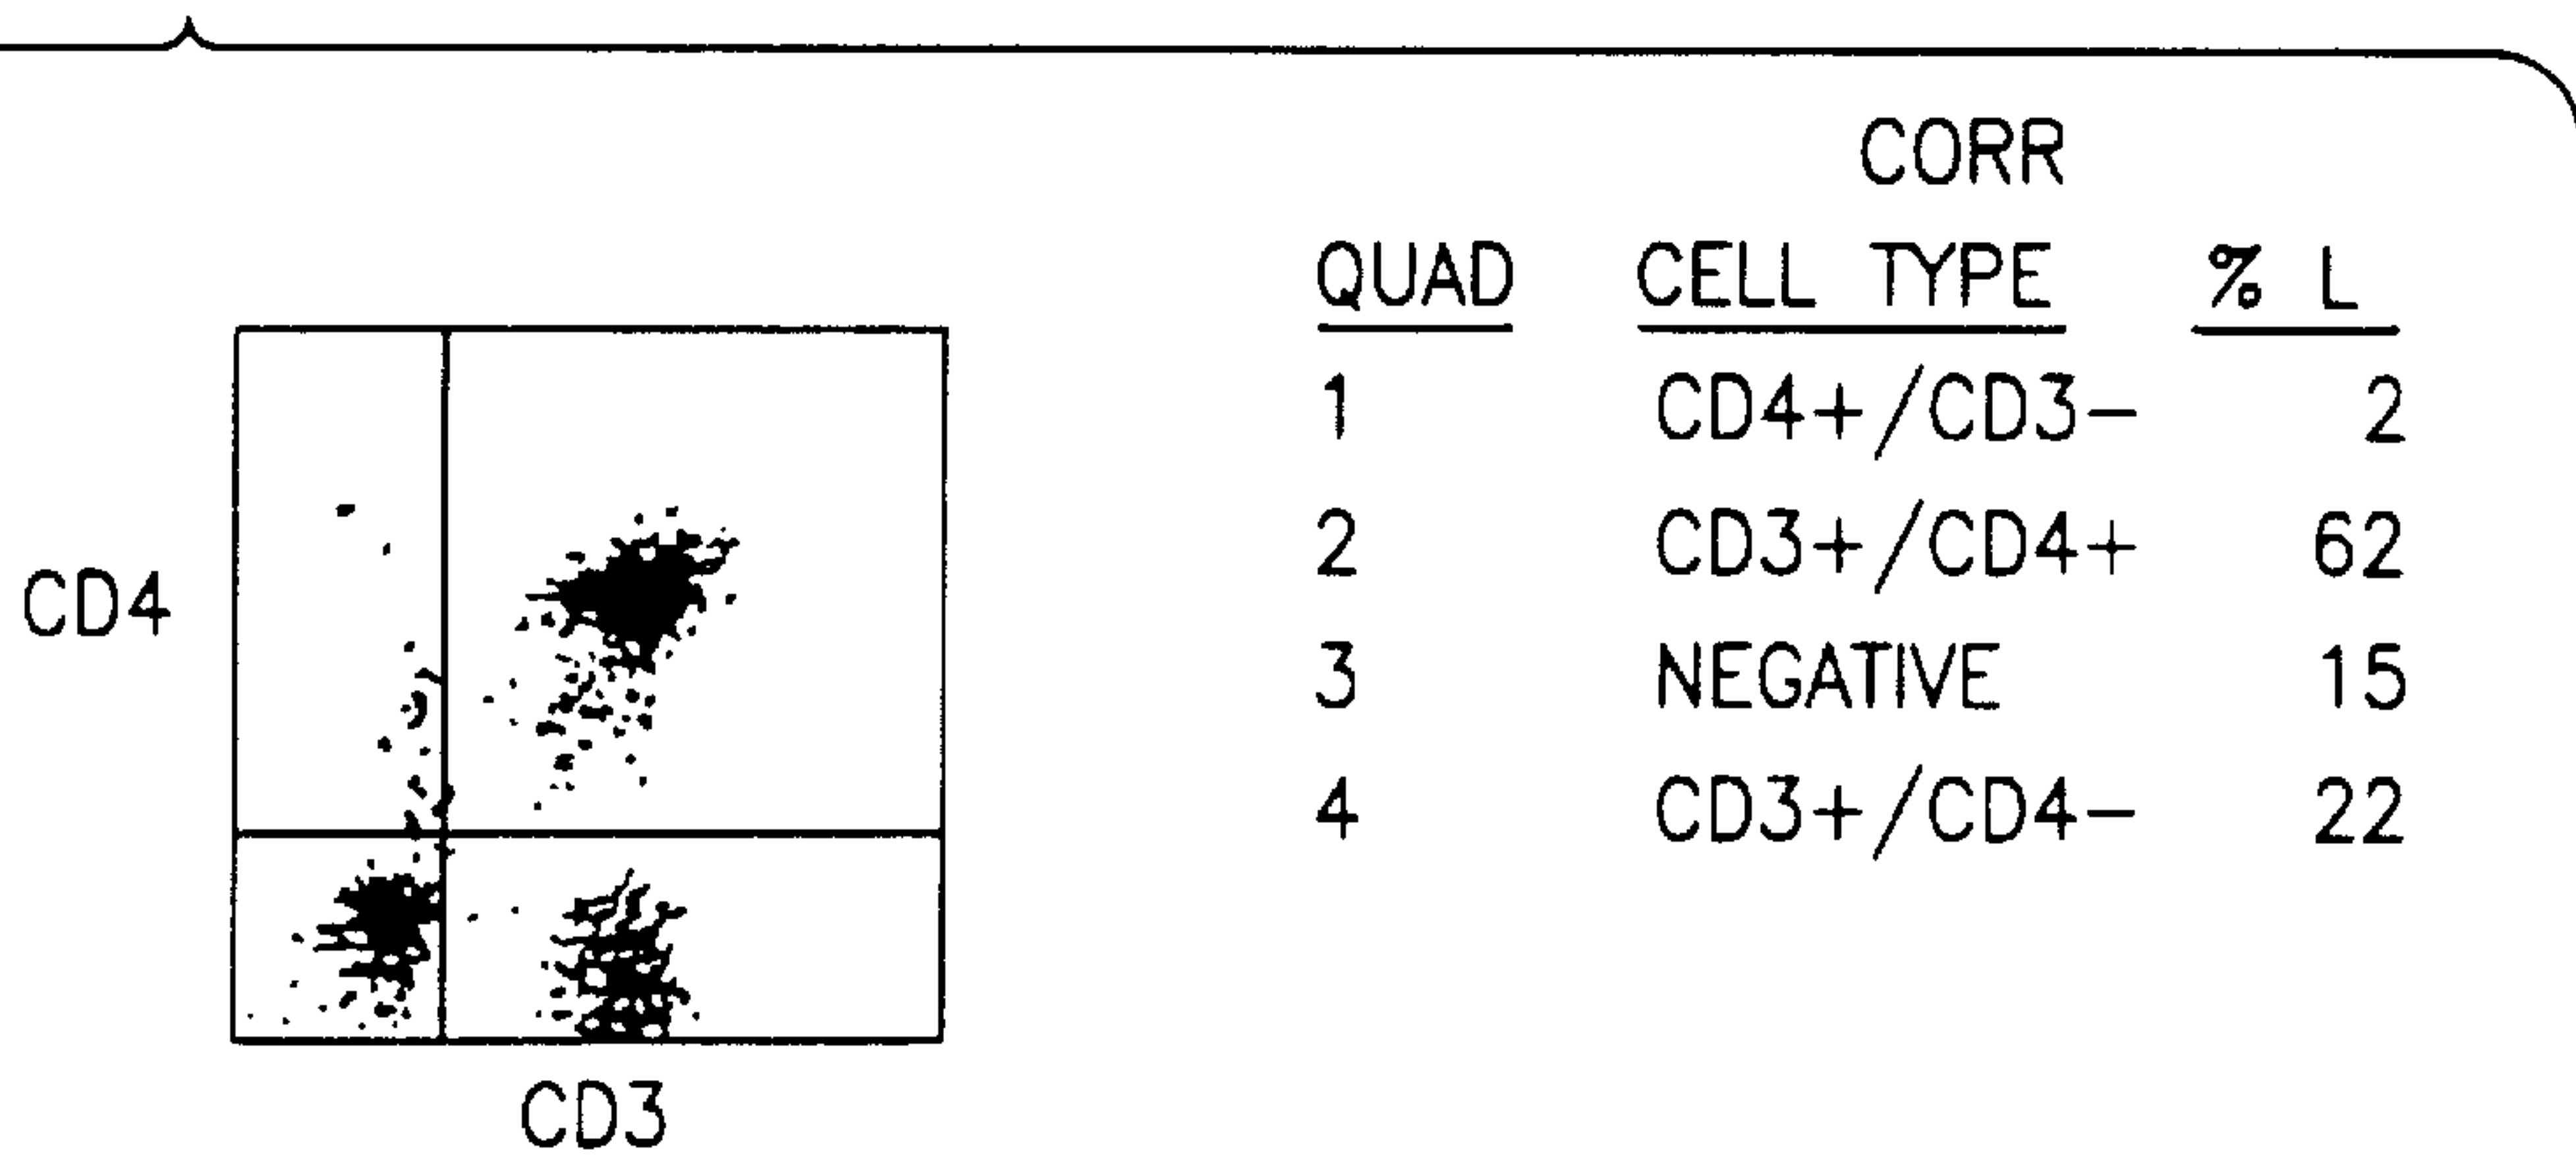 CORR
QUAD CELL TYPE % L
1 CD4+/CD3- 2
2 CD3+/CD4+ 62
3 NEGATIVE 15
4 CD3+/CD4- 22
CD4
CD3